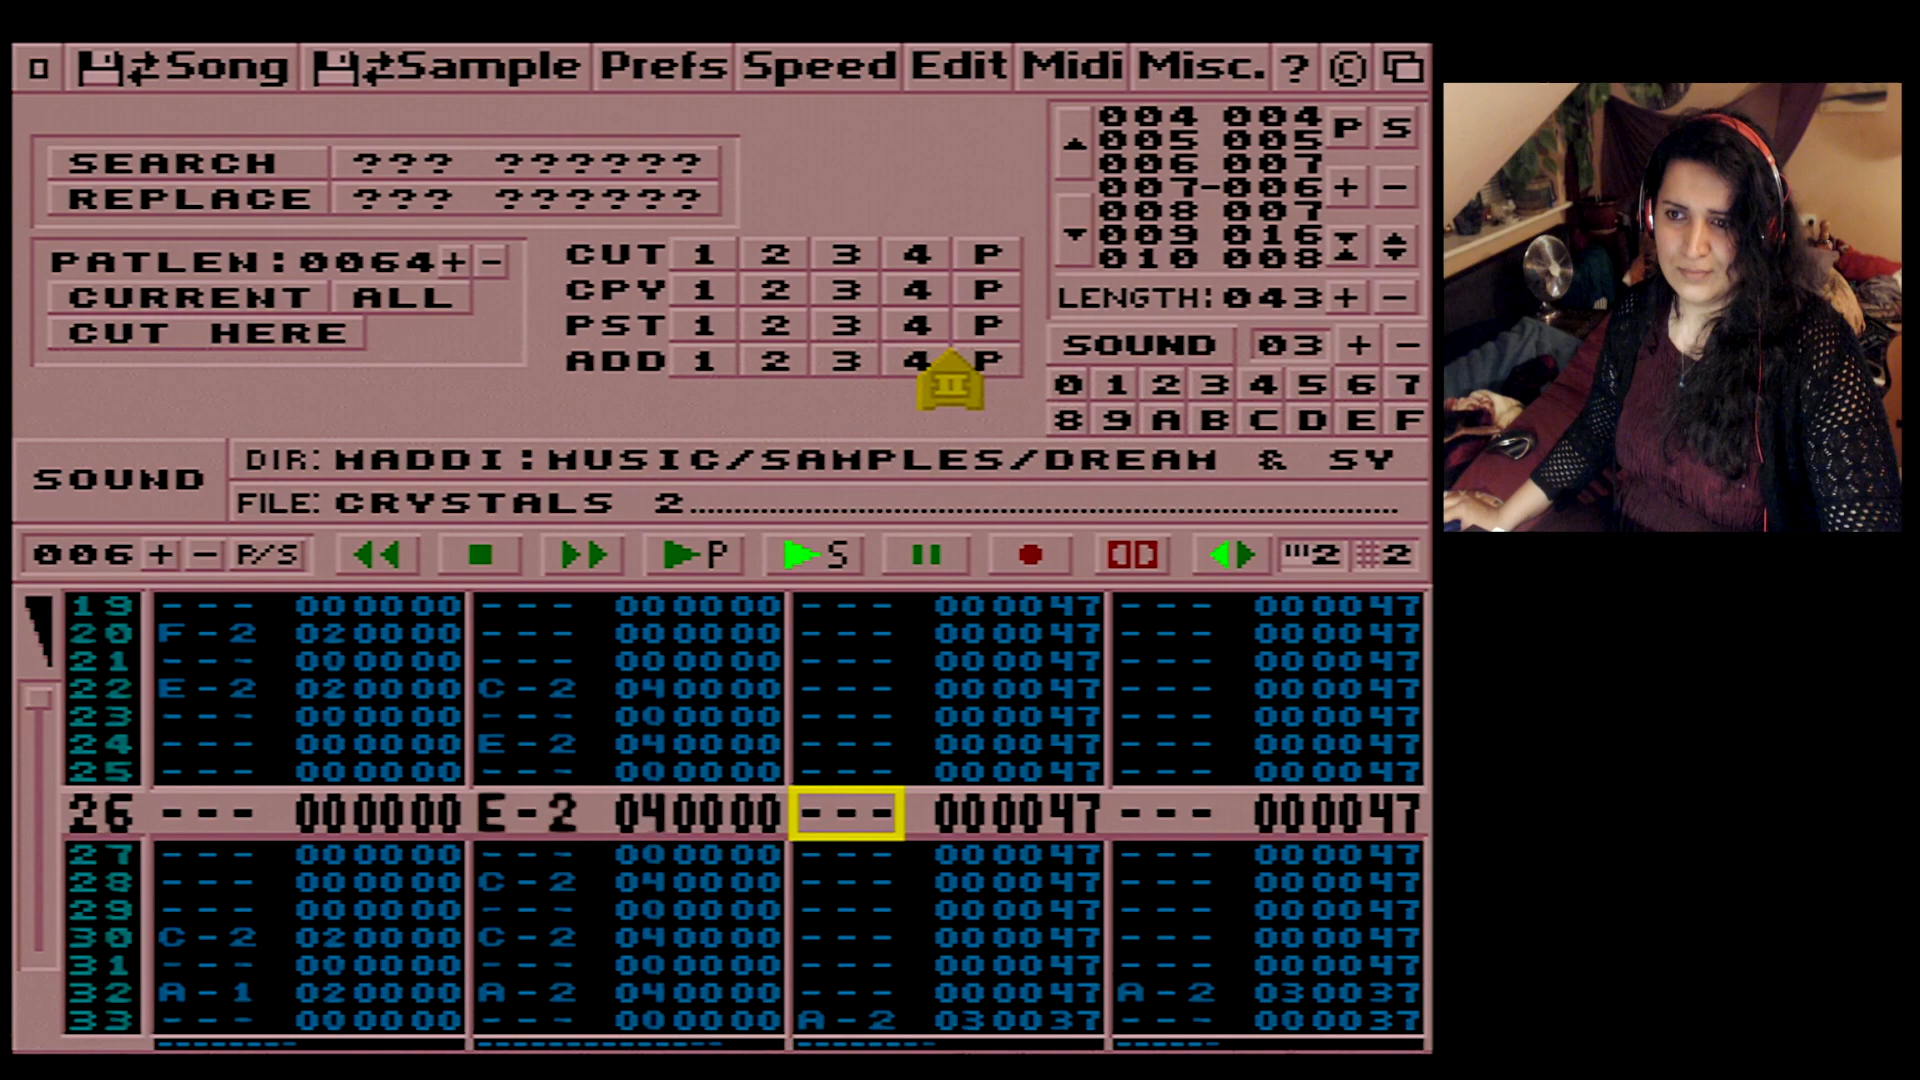 Song Sample Prefs Speed Edit Midi Misc. ? ©
SEARCH ??? ??????
REPLACE ??? ??????
PATLEN:0064+-
CURRENT ALL
CUT HERE
CUT 1 2 3 4 P
CPY 1 2 3 4 P
PST 1 2 3 4 P
ADD 1 2 3 4 P
004 004 P S
005 005
006 007
007-006 + -
008 007
009 016
010 008
LENGTH:043 + -
SOUND 03 + -
0 1 2 3 4 5 6 7
8 9 A B C D E F
SOUND
DIR: HADDI:MUSIC/SAMPLES/DREAM & SY
FILE: CRYSTALS 2
006 + - P/S P S 2 2
19 --- 000000 --- 000000 --- 000047 --- 000047
20 F-2 020000 --- 000000 --- 000047 --- 000047
21 --- 000000 --- 000000 --- 000047 --- 000047
22 E-2 020000 C-2 040000 --- 000047 --- 000047
23 --- 000000 --- 000000 --- 000047 --- 000047
24 --- 000000 E-2 040000 --- 000047 --- 000047
25 --- 000000 --- 000000 --- 000047 --- 000047
26 --- 000000 E-2 040000 --- 000047 --- 000047
27 --- 000000 --- 000000 --- 000047 --- 000047
28 --- 000000 C-2 040000 --- 000047 --- 000047
29 --- 000000 --- 000000 --- 000047 --- 000047
30 C-2 020000 C-2 040000 --- 000047 --- 000047
31 --- 000000 --- 000000 --- 000047 --- 000047
32 A-1 020000 A-2 040000 --- 000047 A-2 030037
33 --- 000000 --- 000000 A-2 030037 --- 000037